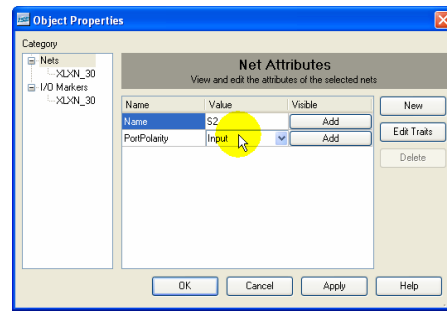 Object Properties
Category
Nets
XLXN_30
I/O Markers
XLXN_30
Net Attributes
View and edit the attributes of the selected nets
Name Value Visible
Name S2 Add
PortPolarity Input Add
New
Edit Traits
Delete
OK Cancel Apply Help